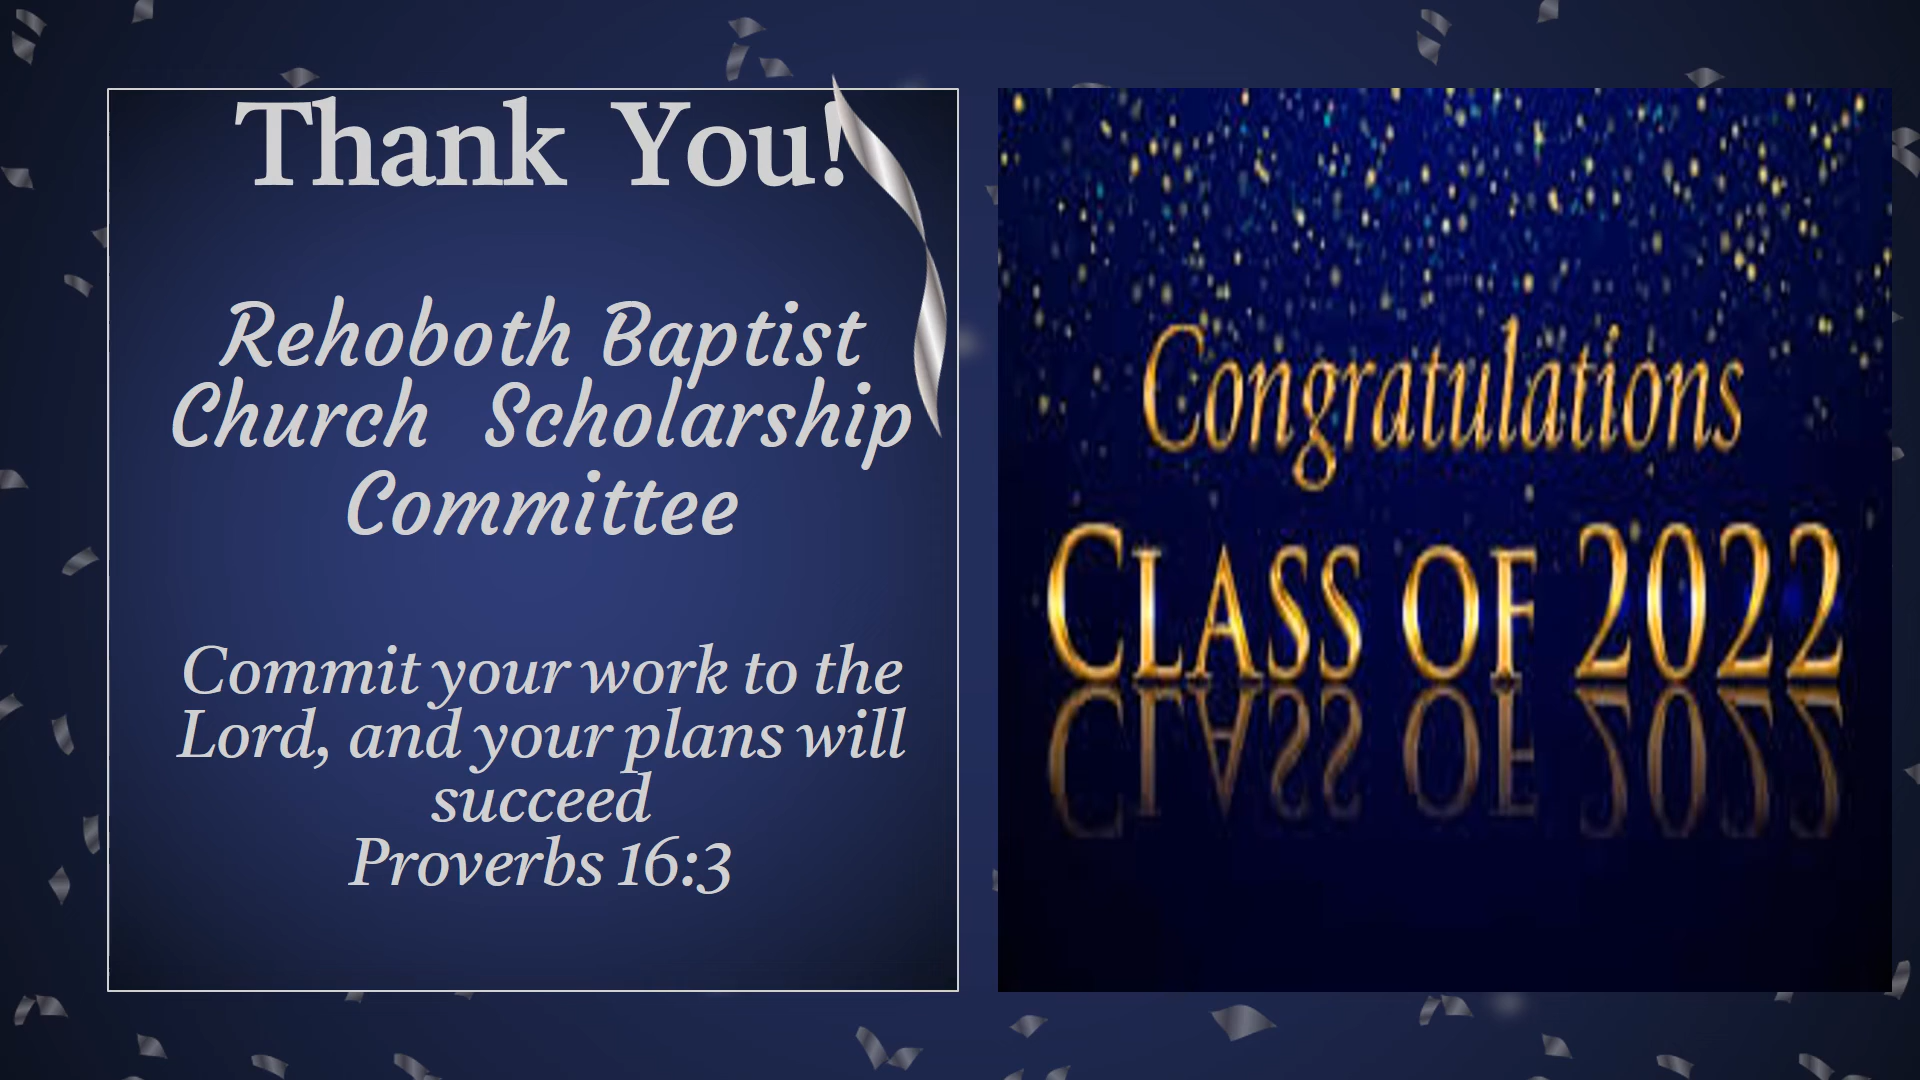 Thank You!
Rehoboth Baptist
Church Scholarship
Committee
Commit your work to the
Lord, and your plans will
succeed
Proverbs 16:3
Congratulations
CLASS OF 2022